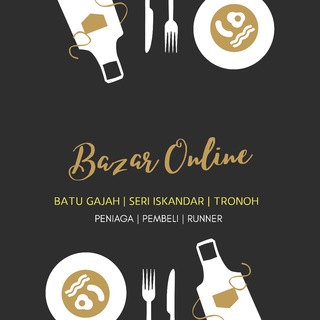 Bazar Online
BATU GAJAH | SERI ISKANDAR | TRONOH
PENIAGA | PEMBELI | RUNNER